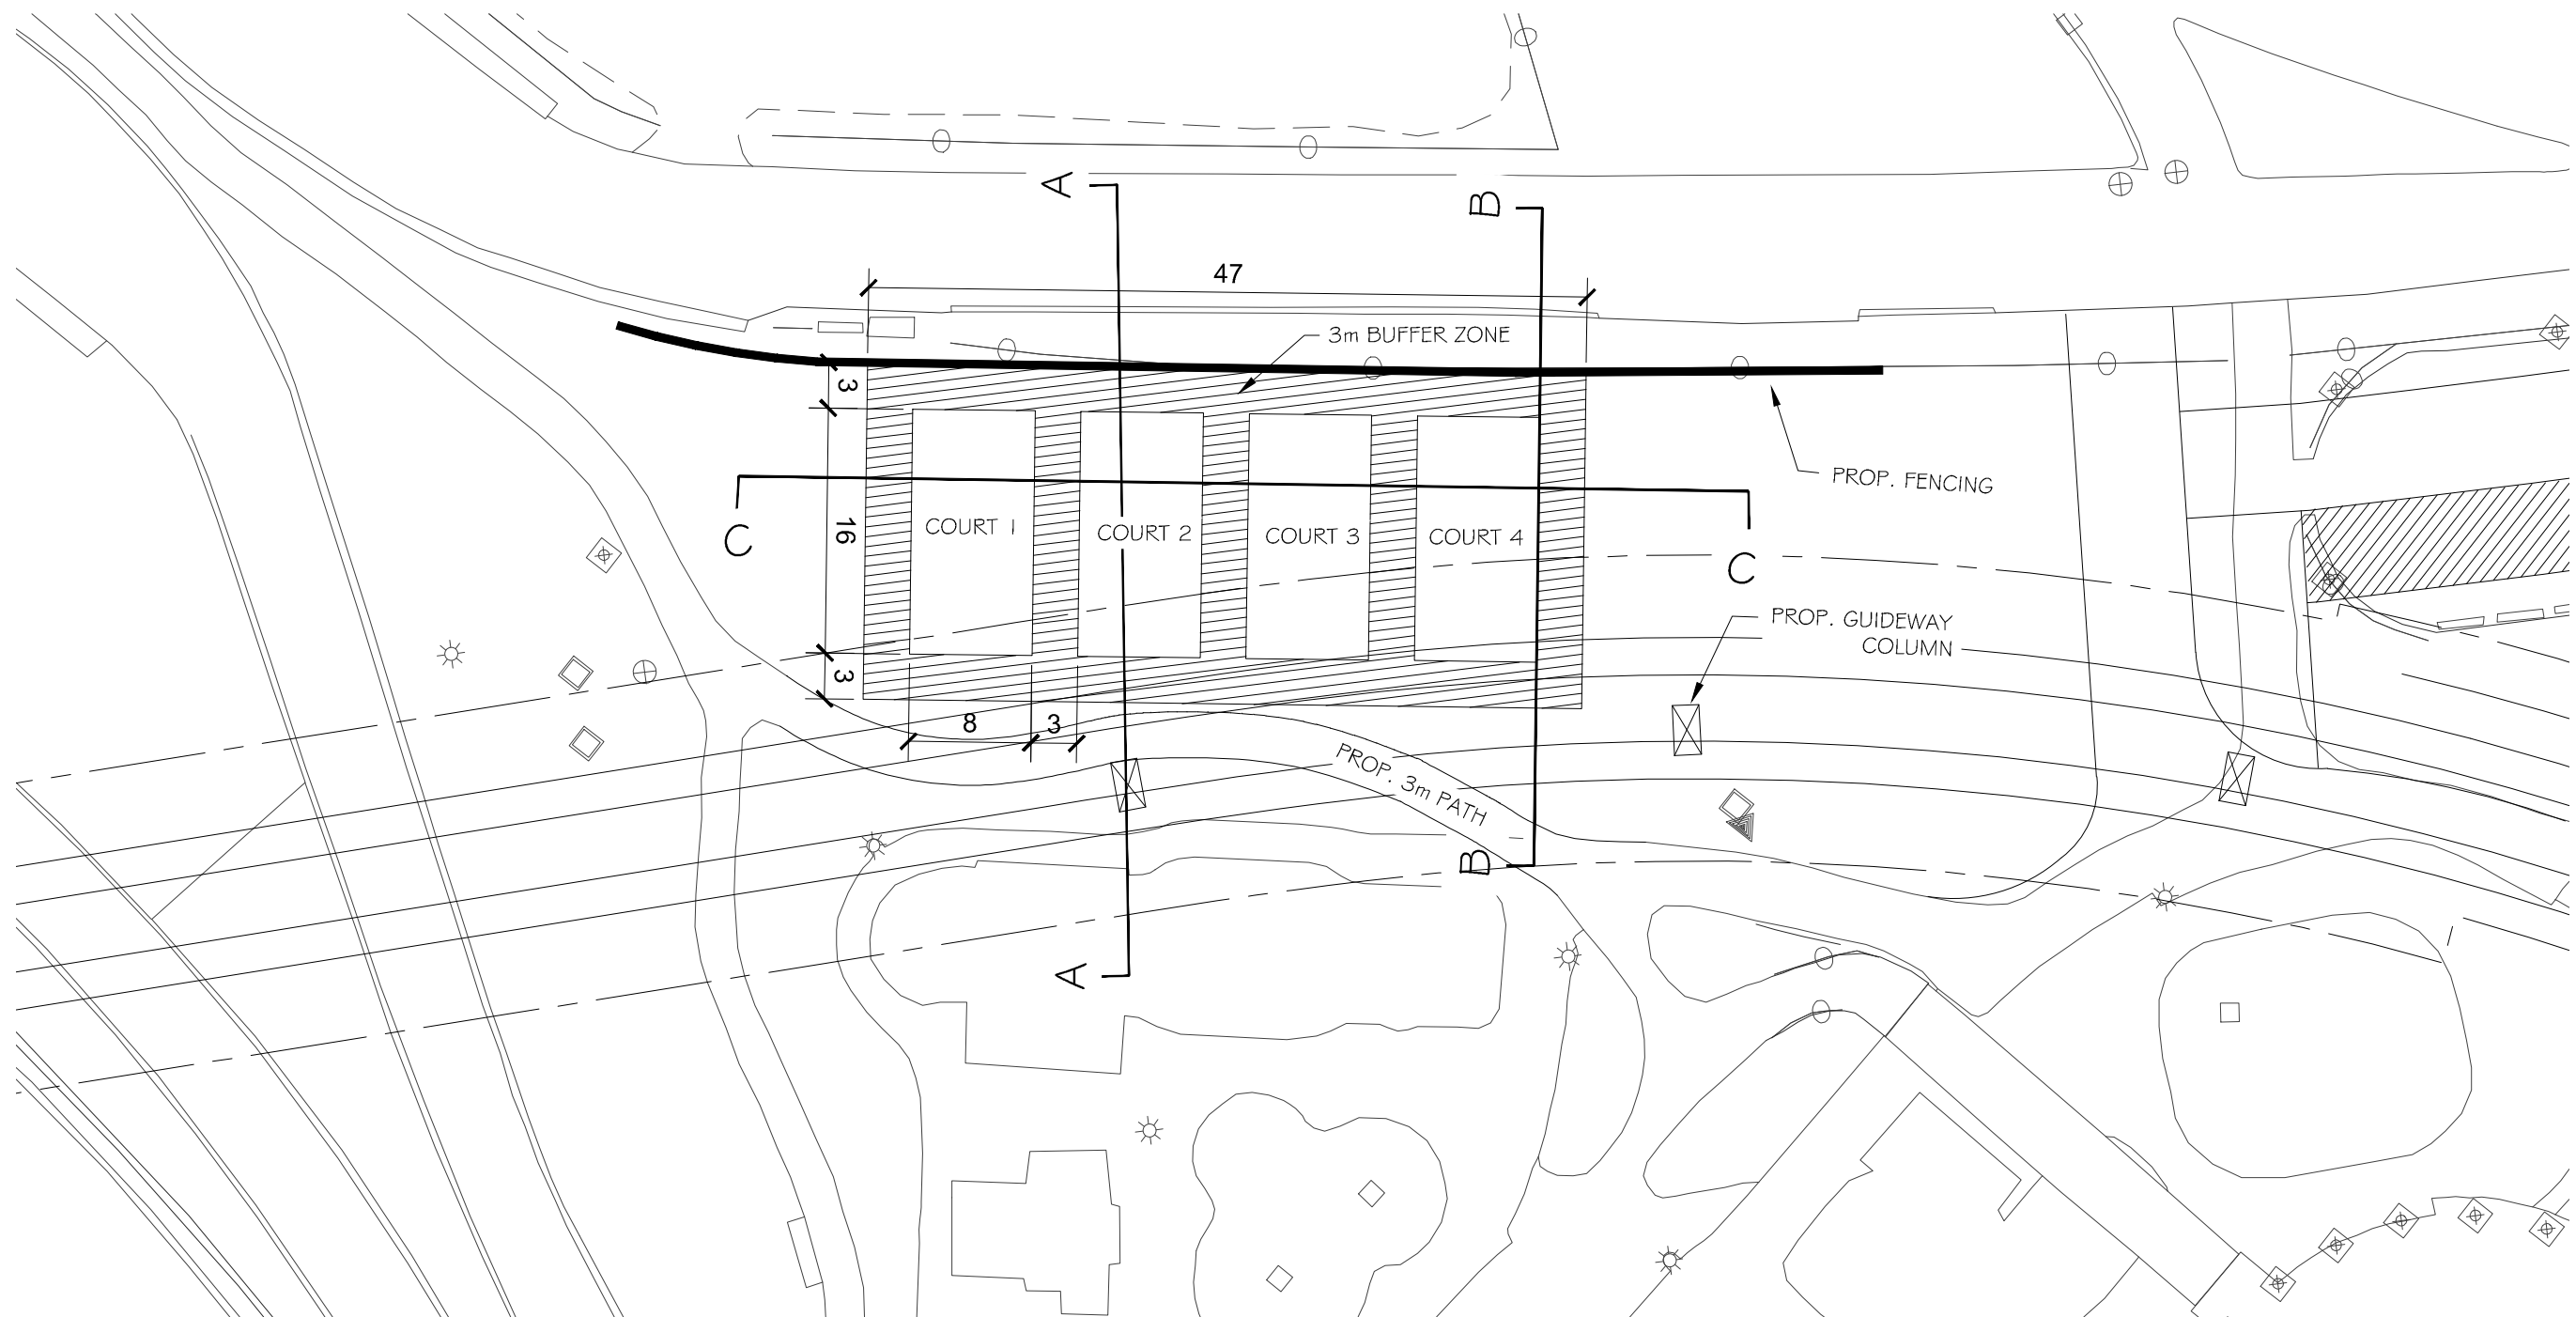 A
B
47
3m BUFFER ZONE
3
PROP. FENCING
C
16
COURT 1
COURT 2
COURT 3
COURT 4
C
PROP. GUIDEWAY
COLUMN
3
8
3
PROP. 3m PATH
B
A